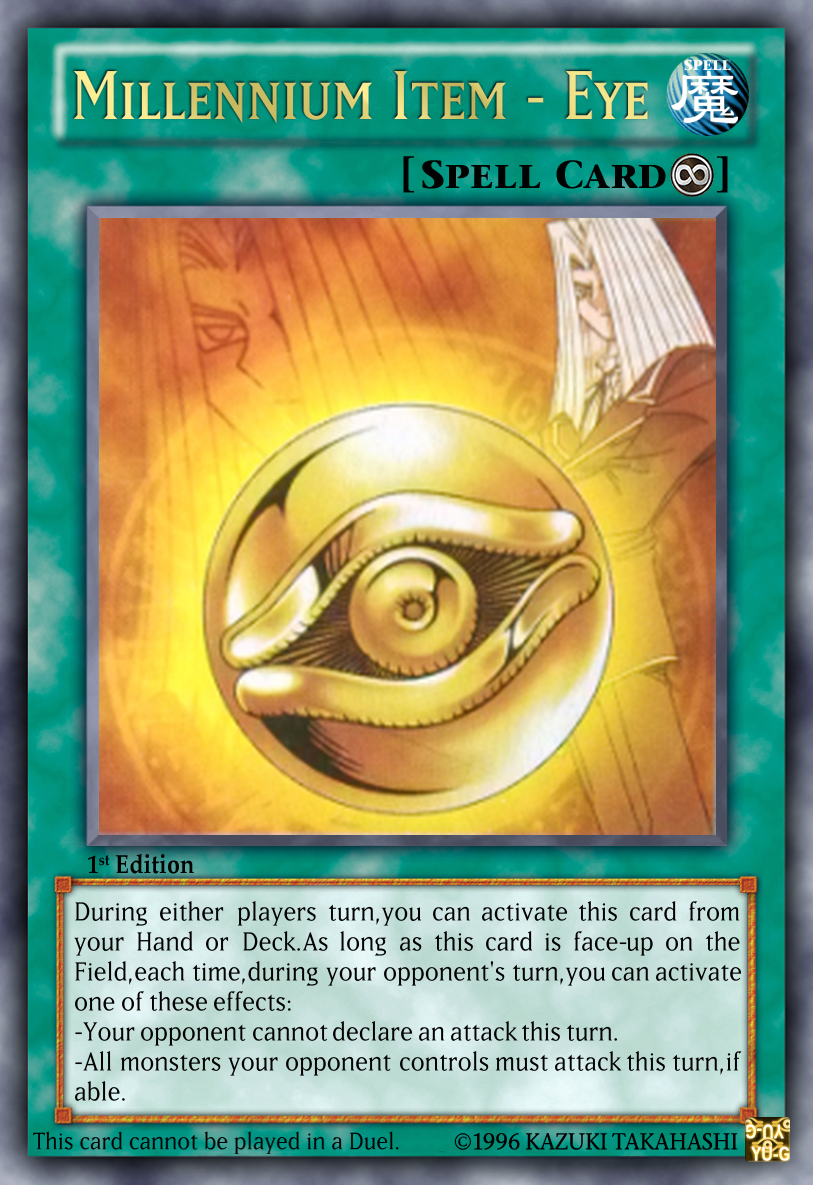 MILLENNIUM ITEM - EYE
SPELL
魔
[SPELL CARD∞]
1st Edition
During either players turn,you can activate this card from
your Hand or Deck.As long as this card is face-up on the
Field,each time,during your opponent's turn,you can activate
one of these effects:
-Your opponent cannot declare an attack this turn.
-All monsters your opponent controls must attack this turn,if
able.
This card cannot be played in a Duel. ©1996 KAZUKI TAKAHASHI